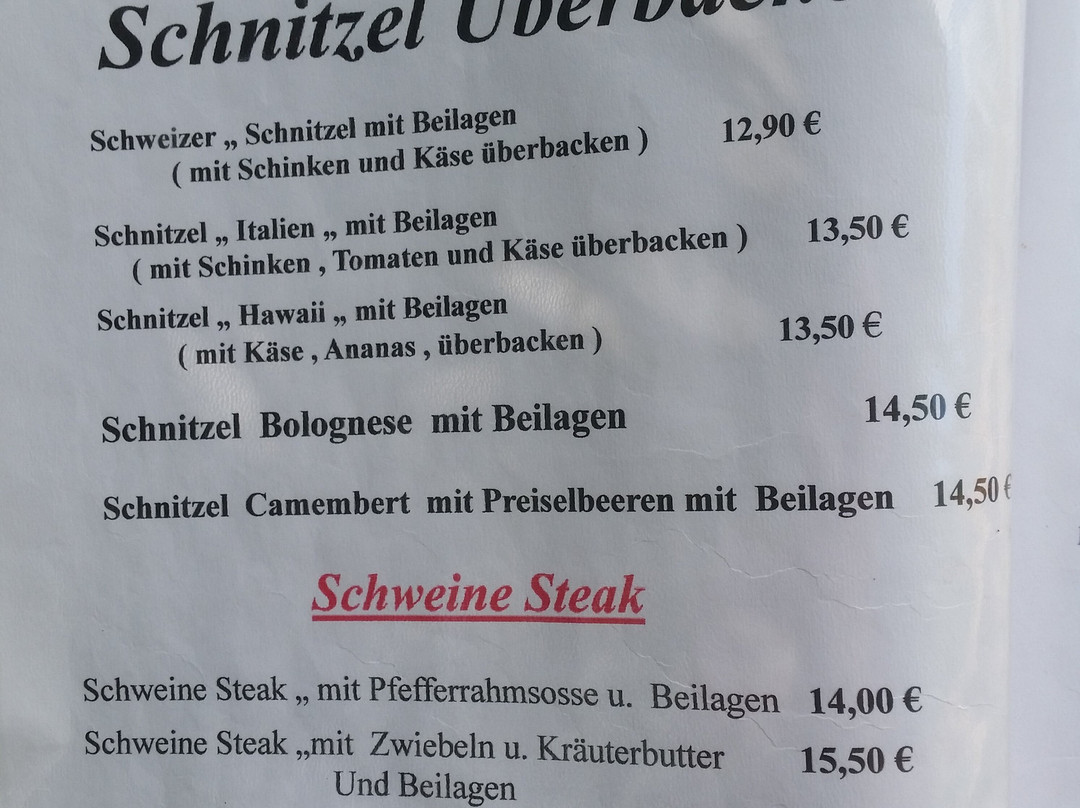 Schnitzel Überbacken
Schweizer „ Schnitzel mit Beilagen 12,90 €
( mit Schinken und Käse überbacken )
Schnitzel „ Italien „ mit Beilagen 13,50 €
( mit Schinken , Tomaten und Käse überbacken )
Schnitzel „ Hawaii „ mit Beilagen
( mit Käse , Ananas , überbacken ) 13,50 €
Schnitzel Bolognese mit Beilagen 14,50 €
Schnitzel Camembert mit Preiselbeeren mit Beilagen 14,50 €
Schweine Steak
Schweine Steak „ mit Pfefferrahmsosse u. Beilagen 14,00 €
Schweine Steak „mit Zwiebeln u. Kräuterbutter 15,50 €
Und Beilagen